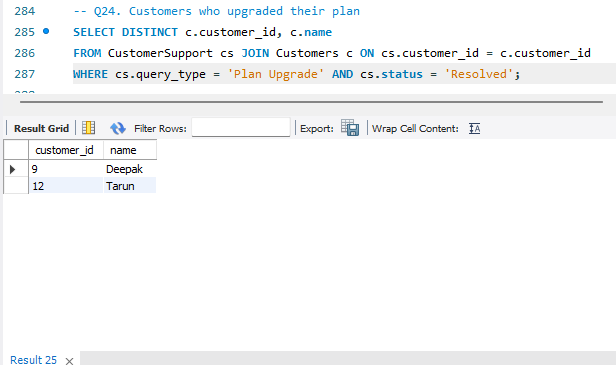 284 -- Q24. Customers who upgraded their plan
285 SELECT DISTINCT c.customer_id, c.name
286 FROM CustomerSupport cs JOIN Customers c ON cs.customer_id = c.customer_id
287 WHERE cs.query_type = 'Plan Upgrade' AND cs.status = 'Resolved';
Result Grid Filter Rows: Export: Wrap Cell Content: IA
customer_id name
9 Deepak
12 Tarun
Result 25 ×